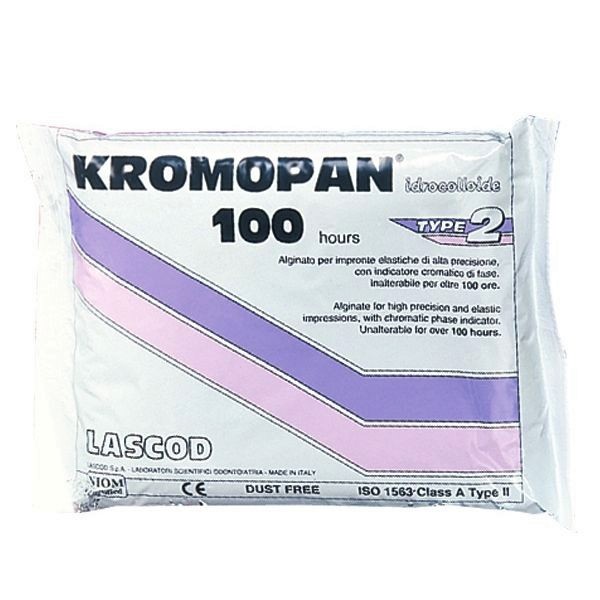 KROMOPAN® idrocolloide
100 hours
TYPE 2
Alginato per impronte elastiche di alta precisione,
con indicatore cromatico di fase.
Inalterabile per oltre 100 ore.
Alginate for high precision and elastic
impressions, with chromatic phase indicator.
Unalterable for over 100 hours.
LASCOD
LASCOD S.p.A. - LABORATORI SCIENTIFICI ODONTOIATRIA - MADE IN ITALY
NIOM
CE DUST FREE ISO 1563-Class A Type II